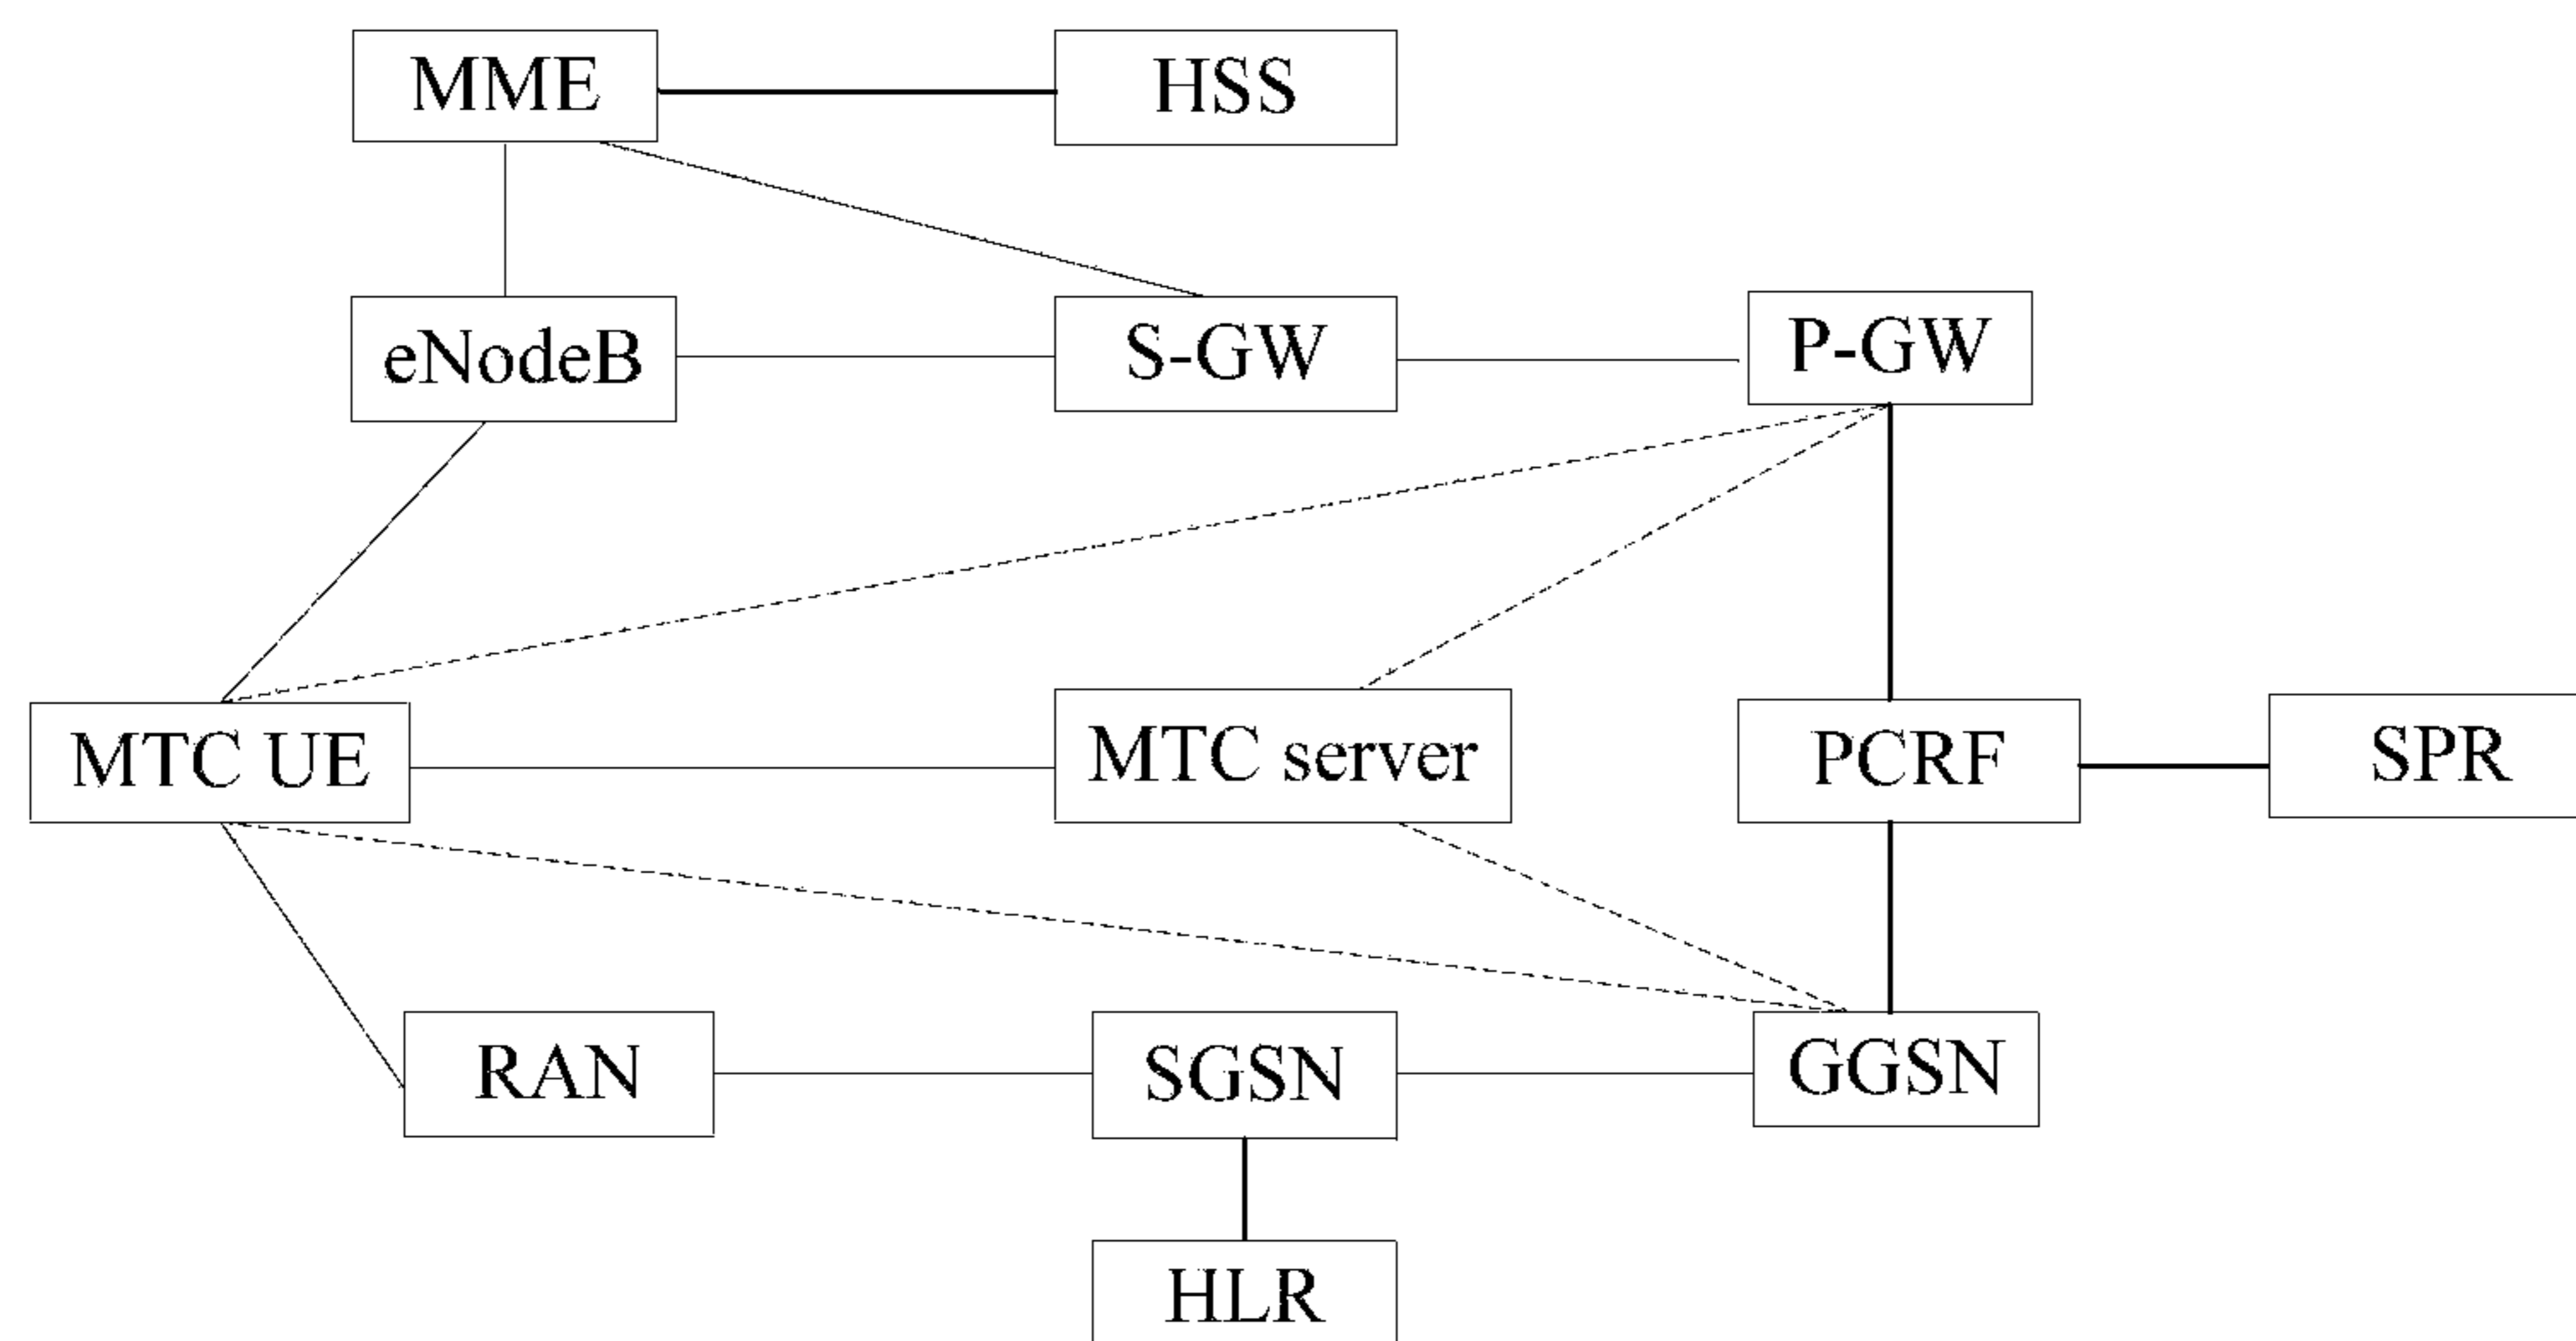 MME
HSS
eNodeB
S-GW
P-GW
MTC UE
MTC server
PCRF
SPR
RAN
SGSN
GGSN
HLR